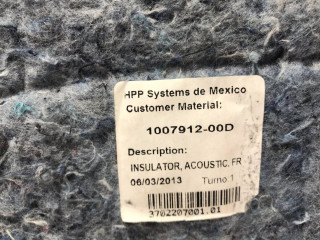 HPP Systems de Mexico
Customer Material:
1007912-00D
Description:
INSULATOR, ACOUSTIC, FR
06/03/2013 Turno 1
3702207001.01